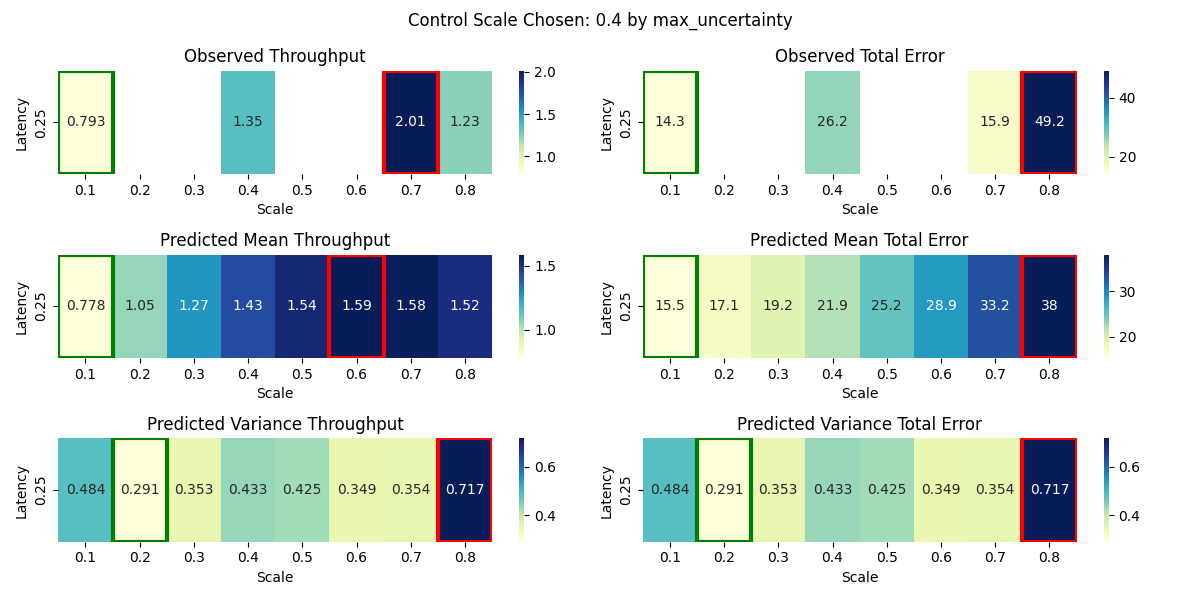 Control Scale Chosen: 0.4 by max_uncertainty
Observed Throughput
Latency
0.25
0.793 1.35 2.01 1.23
0.1 0.2 0.3 0.4 0.5 0.6 0.7 0.8
Scale
2.0
1.5
1.0
Observed Total Error
Latency
0.25
14.3 26.2 15.9 49.2
0.1 0.2 0.3 0.4 0.5 0.6 0.7 0.8
Scale
40
20
Predicted Mean Throughput
Latency
0.25
0.778 1.05 1.27 1.43 1.54 1.59 1.58 1.52
0.1 0.2 0.3 0.4 0.5 0.6 0.7 0.8
Scale
1.5
1.0
Predicted Mean Total Error
Latency
0.25
15.5 17.1 19.2 21.9 25.2 28.9 33.2 38
0.1 0.2 0.3 0.4 0.5 0.6 0.7 0.8
Scale
30
20
Predicted Variance Throughput
Latency
0.25
0.484 0.291 0.353 0.433 0.425 0.349 0.354 0.717
0.1 0.2 0.3 0.4 0.5 0.6 0.7 0.8
Scale
0.6
0.4
Predicted Variance Total Error
Latency
0.25
0.484 0.291 0.353 0.433 0.425 0.349 0.354 0.717
0.1 0.2 0.3 0.4 0.5 0.6 0.7 0.8
Scale
0.6
0.4